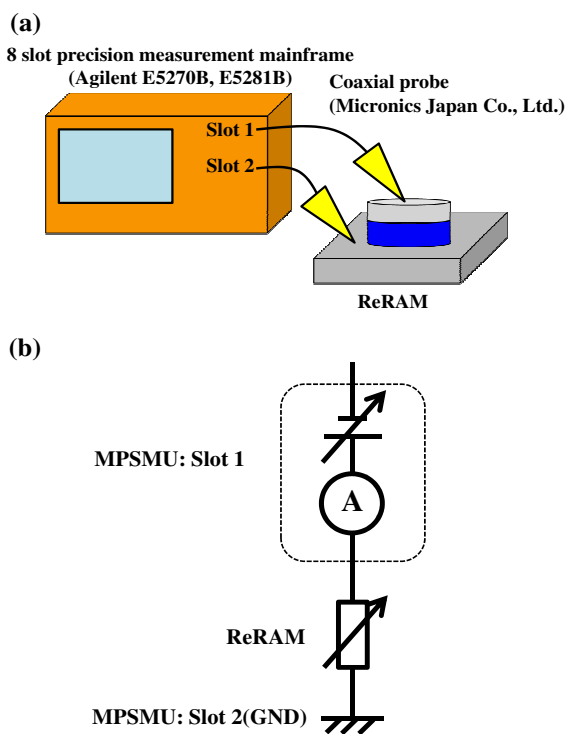 (a)
8 slot precision measurement mainframe
(Agilent E5270B, E5281B)
Coaxial probe
(Micronics Japan Co., Ltd.)
Slot 1
Slot 2
ReRAM
(b)
MPSMU: Slot 1
A
ReRAM
MPSMU: Slot 2(GND)